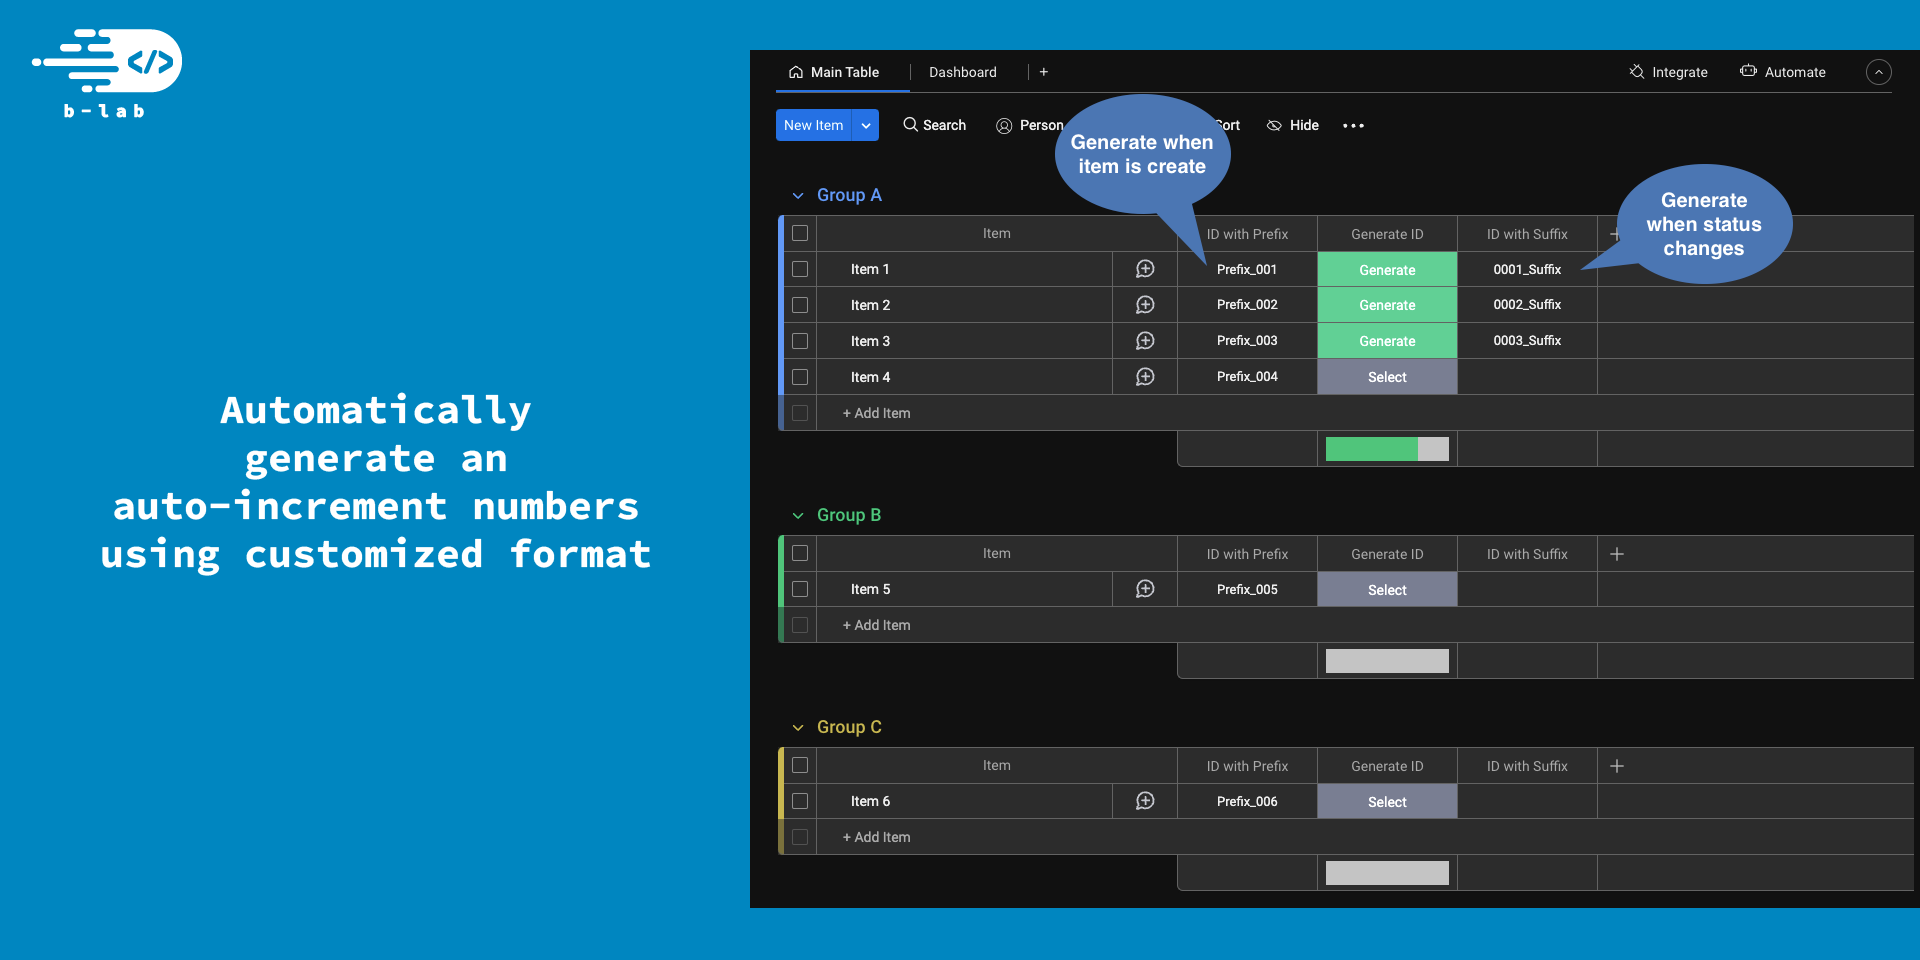 </>
b-lab
Automatically
generate an
auto-increment numbers
using customized format
Main Table
Dashboard
+
Integrate
Automate
New Item
Search
Person
Sort
Hide
Generate when
item is create
Generate
when status
changes
Group A
Item ID with Prefix Generate ID ID with Suffix +
Item 1 Prefix_001 Generate 0001_Suffix
Item 2 Prefix_002 Generate 0002_Suffix
Item 3 Prefix_003 Generate 0003_Suffix
Item 4 Prefix_004 Select
+ Add Item
Group B
Item ID with Prefix Generate ID ID with Suffix +
Item 5 Prefix_005 Select
+ Add Item
Group C
Item ID with Prefix Generate ID ID with Suffix +
Item 6 Prefix_006 Select
+ Add Item